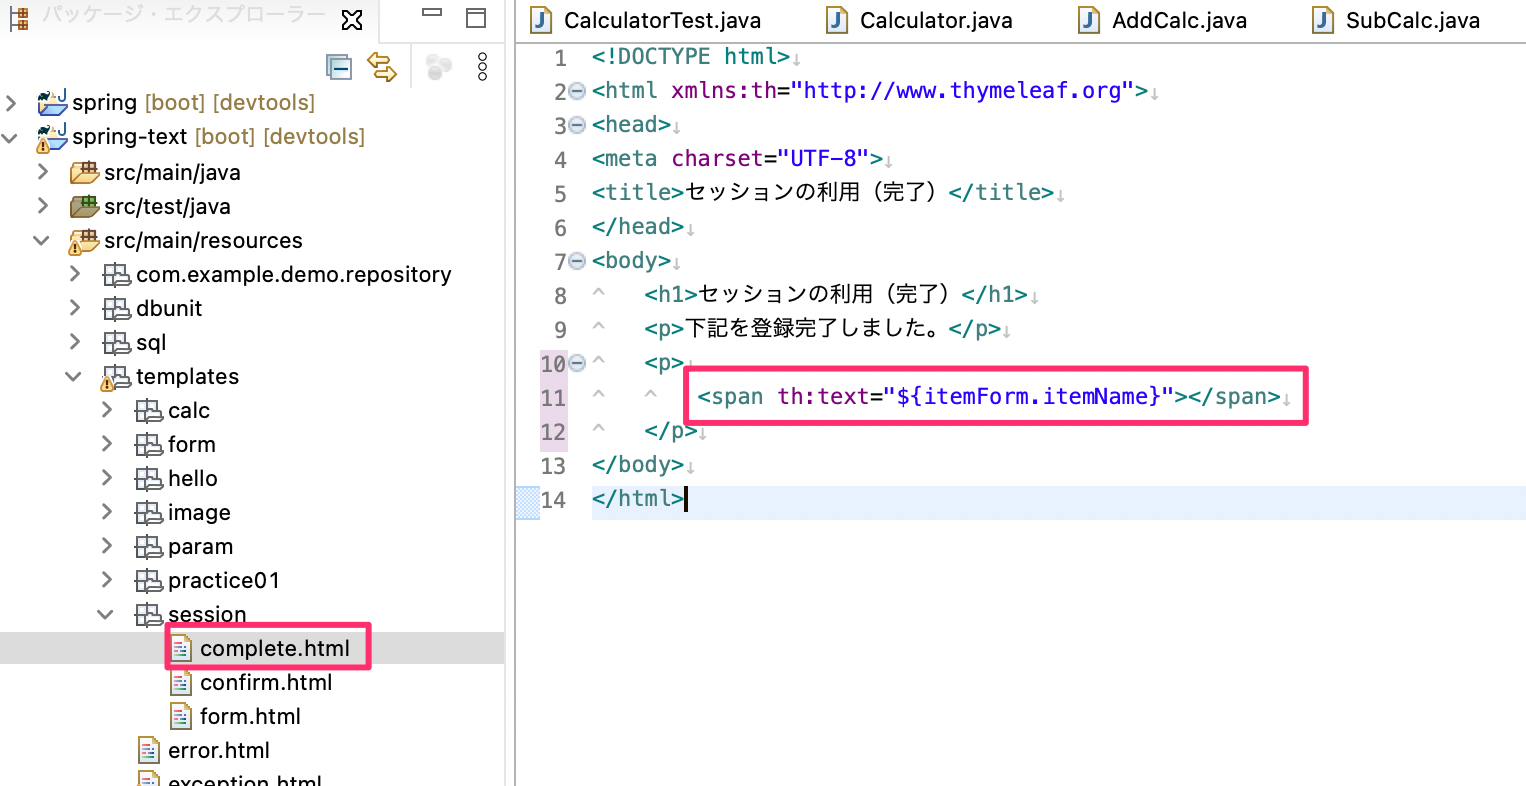 パッケージ・エクスプローラー
spring [boot] [devtools]
spring-text [boot] [devtools]
src/main/java
src/test/java
src/main/resources
com.example.demo.repository
dbunit
sql
templates
calc
form
hello
image
param
practice01
session
complete.html
confirm.html
form.html
error.html
exception.html
CalculatorTest.java Calculator.java AddCalc.java SubCalc.java
1 <!DOCTYPE html>↓
2 <html xmlns:th="http://www.thymeleaf.org">↓
3 <head>↓
4 <meta charset="UTF-8">↓
5 <title>セッションの利用（完了）</title>↓
6 </head>↓
7 <body>↓
8 ^ <h1>セッションの利用（完了）</h1>↓
9 ^ <p>下記を登録完了しました。</p>↓
10 ^ <p>↓
11 ^ ^ <span th:text="${itemForm.itemName}"></span>↓
12 ^ </p>↓
13 </body>↓
14 </html>